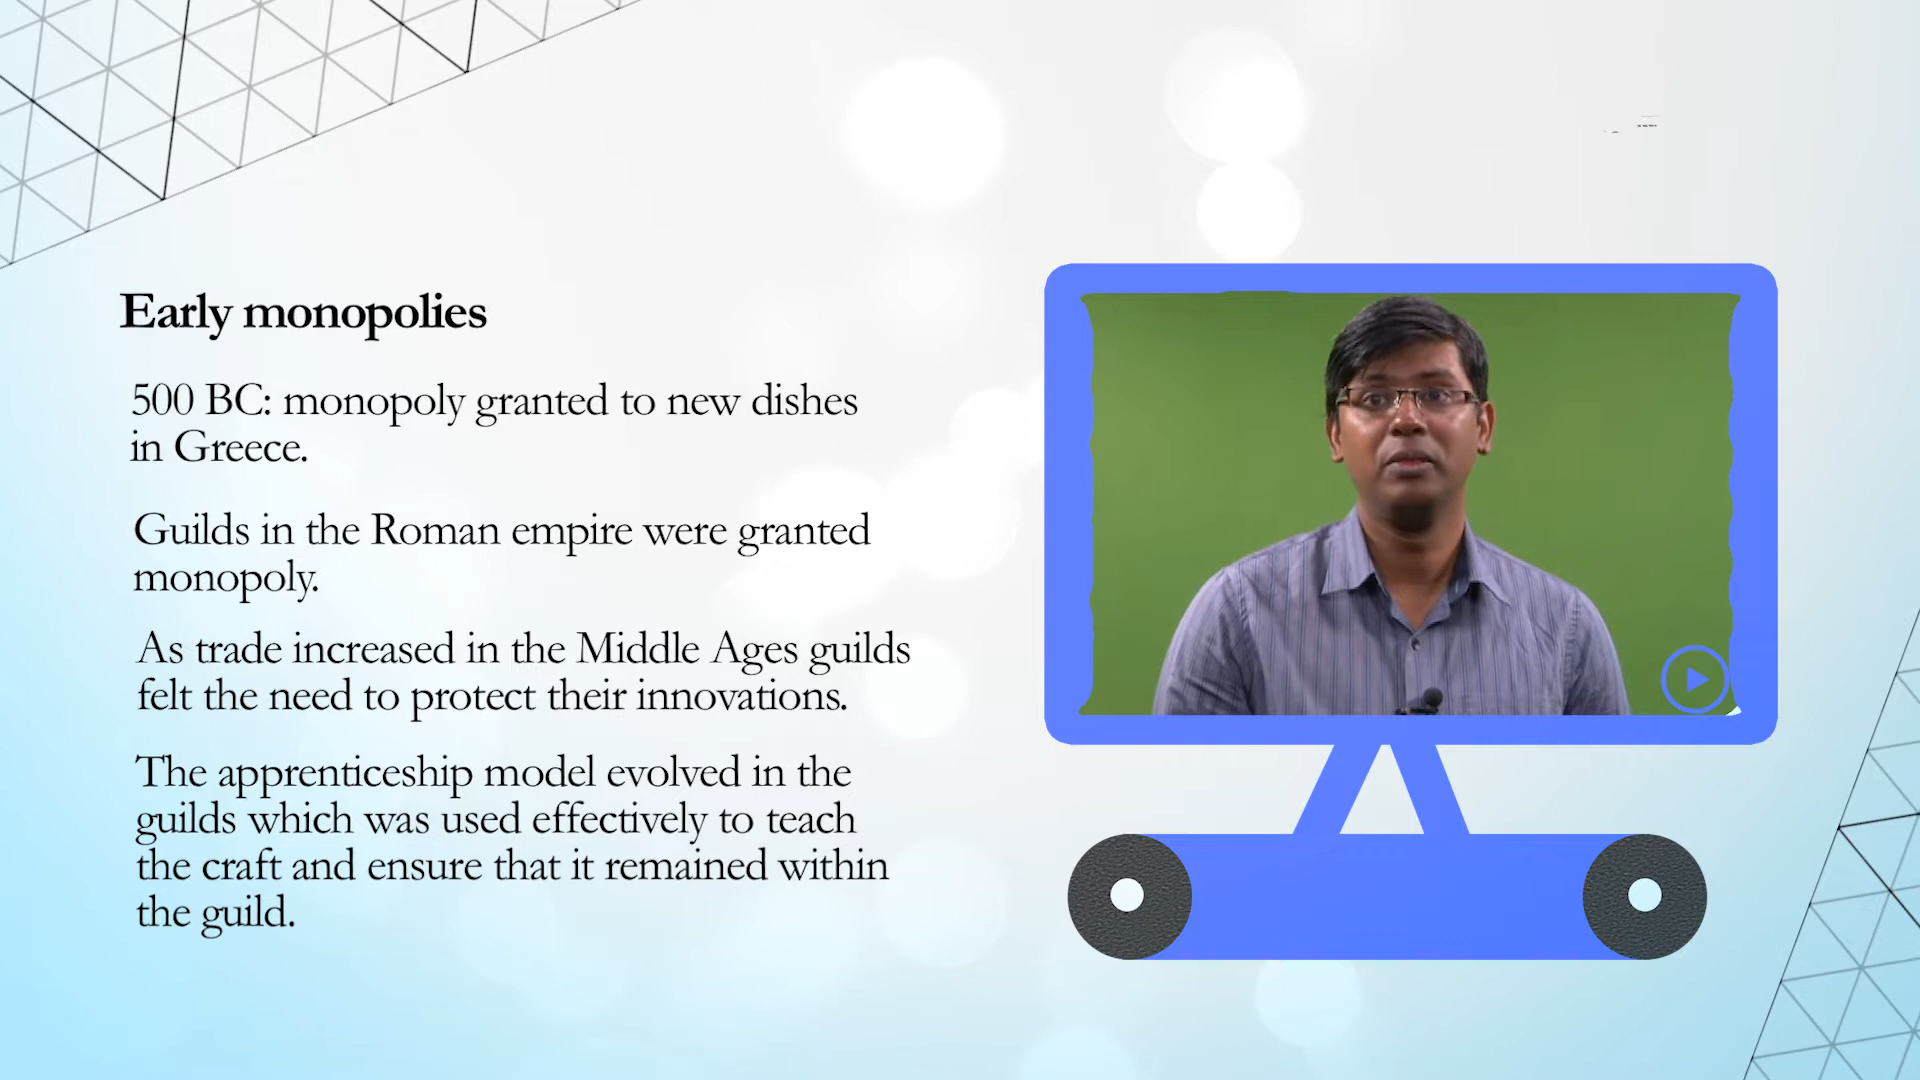 Early monopolies
500 BC: monopoly granted to new dishes
in Greece.
Guilds in the Roman empire were granted
monopoly.
As trade increased in the Middle Ages guilds
felt the need to protect their innovations.
The apprenticeship model evolved in the
guilds which was used effectively to teach
the craft and ensure that it remained within
the guild.